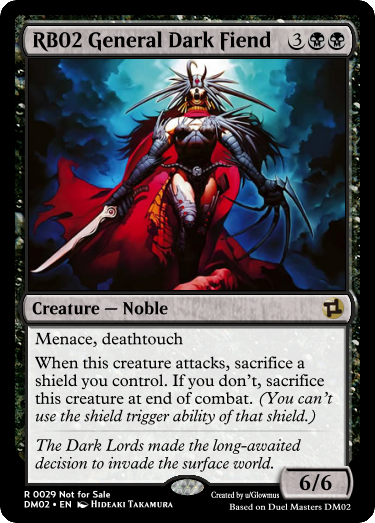 RB02 General Dark Fiend 3
Creature — Noble
Menace, deathtouch
When this creature attacks, sacrifice a
shield you control. If you don't, sacrifice
this creature at end of combat. (You can't
use the shield trigger ability of that shield.)
The Dark Lords made the long-awaited
decision to invade the surface world.
6/6
R 0029 Not for Sale
DM02 • EN Hideaki Takamura
Created by u/Glowmus
Based on Duel Masters DM02